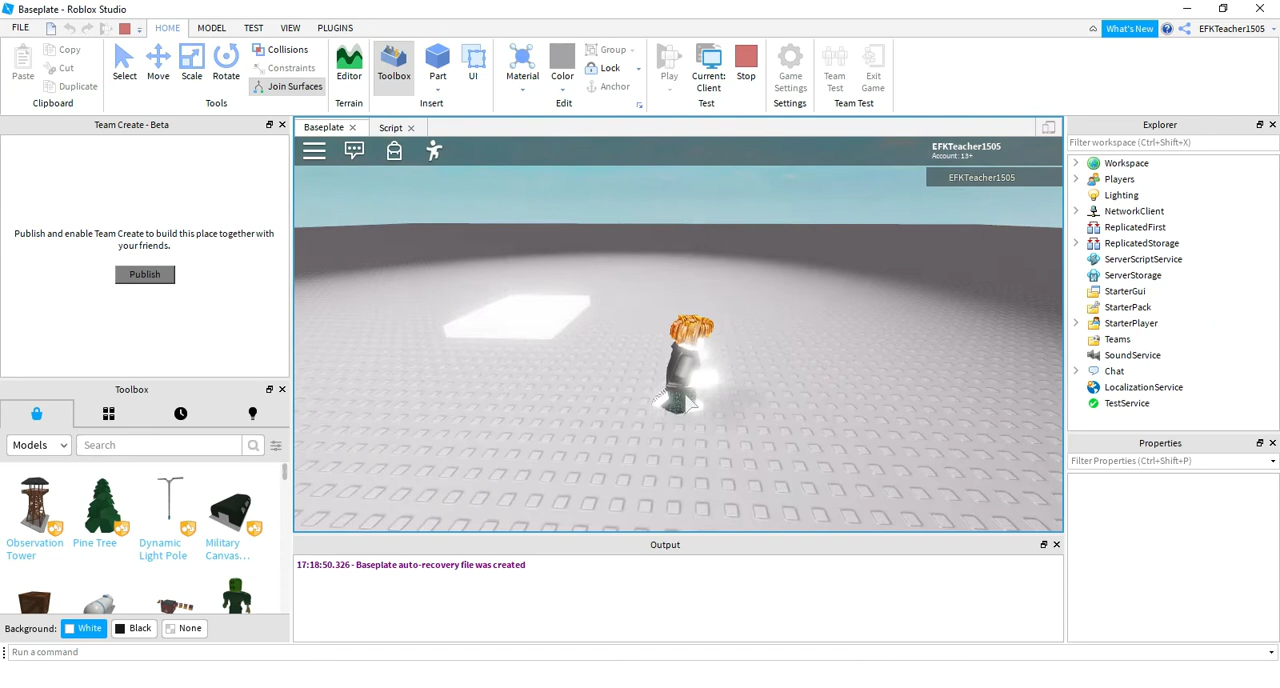 Baseplate - Roblox Studio
FILE
HOME
MODEL
TEST
VIEW
PLUGINS
What's New
EFKTeacher1505
Paste
Copy
Cut
Duplicate
Clipboard
Select
Move
Scale
Rotate
Collisions
Constraints
Join Surfaces
Tools
Editor
Terrain
Toolbox
Part
UI
Insert
Material
Color
Group
Lock
Anchor
Edit
Play
Current:
Client
Stop
Test
Game
Settings
Settings
Team
Test
Exit
Game
Team Test
Team Create - Beta
Publish and enable Team Create to build this place together with
your friends.
Publish
Toolbox
Models
Search
Observation
Tower
Pine Tree
Dynamic
Light Pole
Military
Canvas...
Background:
White
Black
None
Run a command
Baseplate
Script
EFKTeacher1505
Account: 13+
EFKTeacher1505
Output
17:18:50.326 - Baseplate auto-recovery file was created
Explorer
Filter workspace (Ctrl+Shift+X)
Workspace
Players
Lighting
NetworkClient
ReplicatedFirst
ReplicatedStorage
ServerScriptService
ServerStorage
StarterGui
StarterPack
StarterPlayer
Teams
SoundService
Chat
LocalizationService
TestService
Properties
Filter Properties (Ctrl+Shift+P)